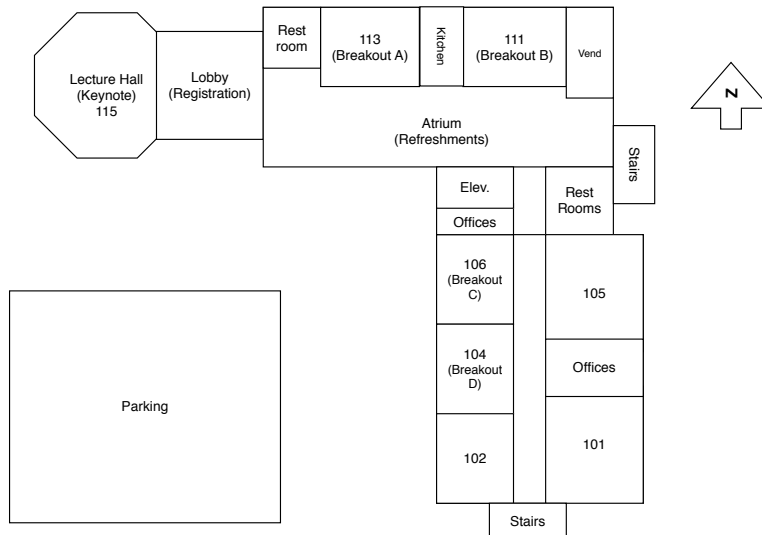 Rest
room
113
(Breakout A)
Kitchen
111
(Breakout B)
Vend
Lecture Hall
(Keynote)
115
Lobby
(Registration)
N
Atrium
(Refreshments)
Stairs
Elev.
Rest
Rooms
Offices
106
(Breakout
C)
105
104
(Breakout
D)
Offices
Parking
102
101
Stairs